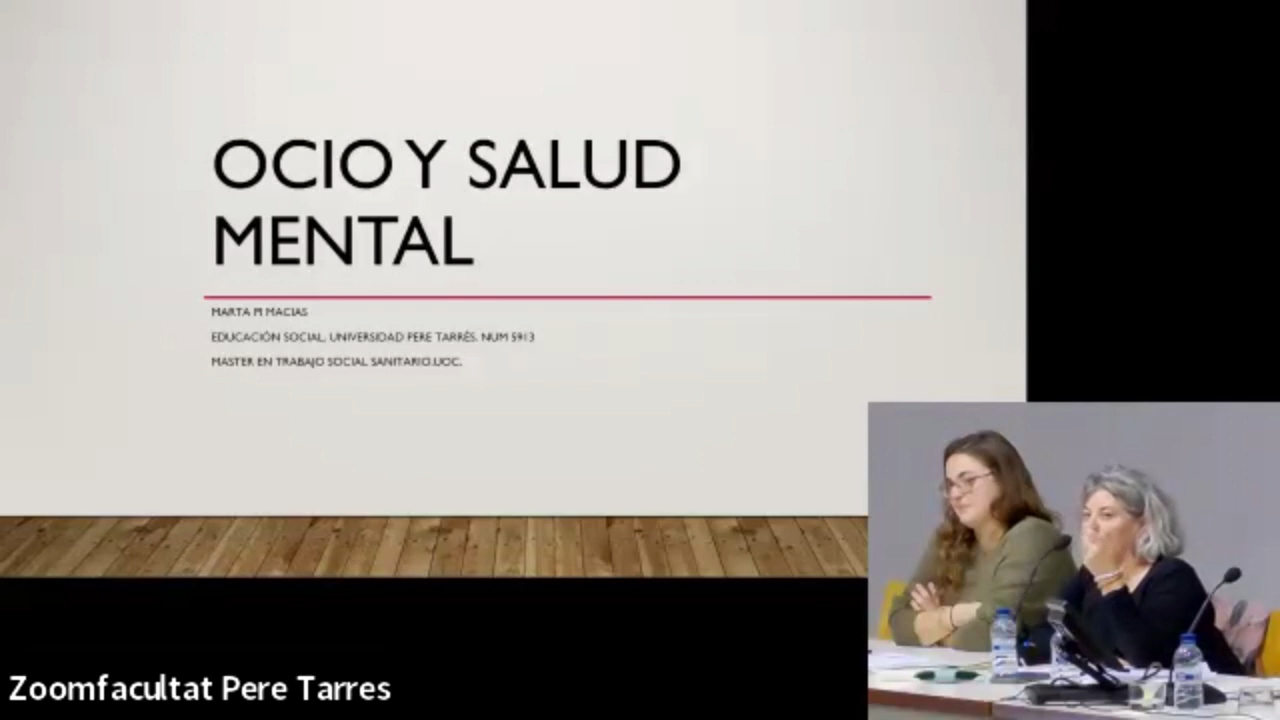 OCIO Y SALUD
MENTAL
MARTA PI MACIAS
EDUCACIÓN SOCIAL. UNIVERSIDAD PERE TARRÉS. NUM 5913
MASTER EN TRABAJO SOCIAL SANITARIO.UOC.
Zoomfacultat Pere Tarres